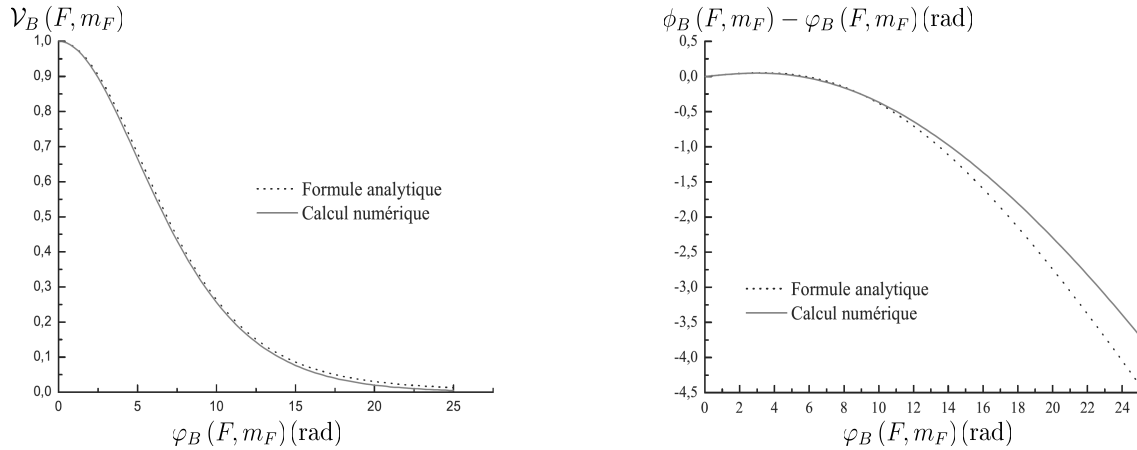 𝒱_B (F, m_F)
1,0
0,9
0,8
0,7
0,6
0,5
0,4
0,3
0,2
0,1
0,0
0 5 10 15 20 25
Formule analytique
Calcul numérique
φ_B (F, m_F) (rad)
ϕ_B (F, m_F) − φ_B (F, m_F) (rad)
0,5
0,0
-0,5
-1,0
-1,5
-2,0
-2,5
-3,0
-3,5
-4,0
-4,5
0 2 4 6 8 10 12 14 16 18 20 22 24
Formule analytique
Calcul numérique
φ_B (F, m_F) (rad)